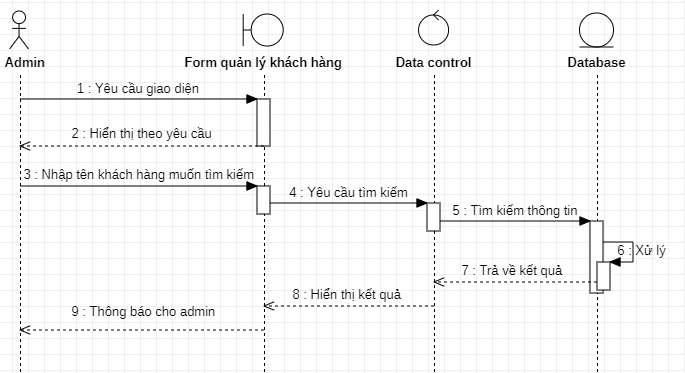 Admin
Form quản lý khách hàng
Data control
Database
1 : Yêu cầu giao diện
2 : Hiển thị theo yêu cầu
3 : Nhập tên khách hàng muốn tìm kiếm
4 : Yêu cầu tìm kiếm
5 : Tìm kiếm thông tin
6 : Xử lý
7 : Trả về kết quả
8 : Hiển thị kết quả
9 : Thông báo cho admin